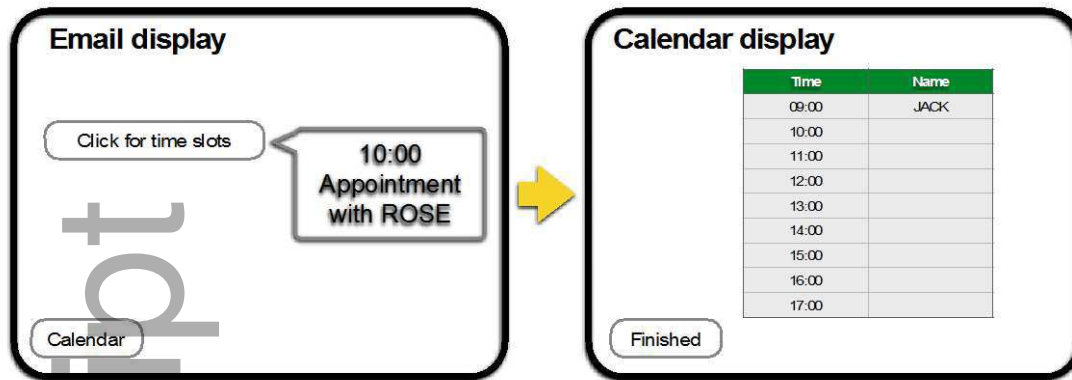 Email display
Click for time slots
10:00
Appointment
with ROSE
Calendar
ipt
Calendar display
Time Name
09:00 JACK
10:00
11:00
12:00
13:00
14:00
15:00
16:00
17:00
Finished